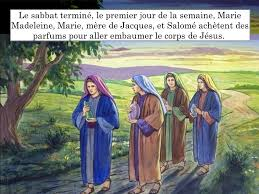 Le sabbat terminé, le premier jour de la semaine, Marie
Madeleine, Marie, mère de Jacques, et Salomé achètent des
parfums pour aller embaumer le corps de Jésus.